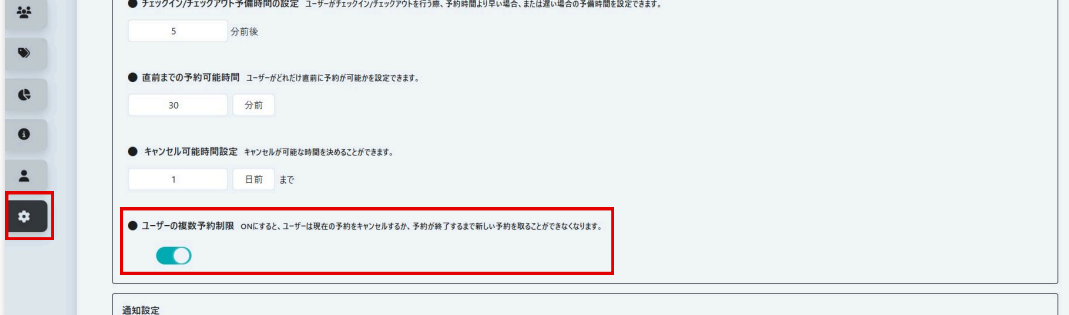 ● チェックイン/チェックアウト予備時間の設定 ユーザーがチェックイン/チェックアウトを行う際、予約時間より早い場合、または遅い場合の予備時間を設定できます。
5 分前後
● 直前までの予約可能時間 ユーザーがどれだけ直前に予約が可能かを設定できます。
30 分前
● キャンセル可能時間設定 キャンセルが可能な時間を決めることができます。
1 日前 まで
● ユーザーの複数予約制限 ONにすると、ユーザーは現在の予約をキャンセルするか、予約が終了するまで新しい予約を取ることができなくなります。
通知設定